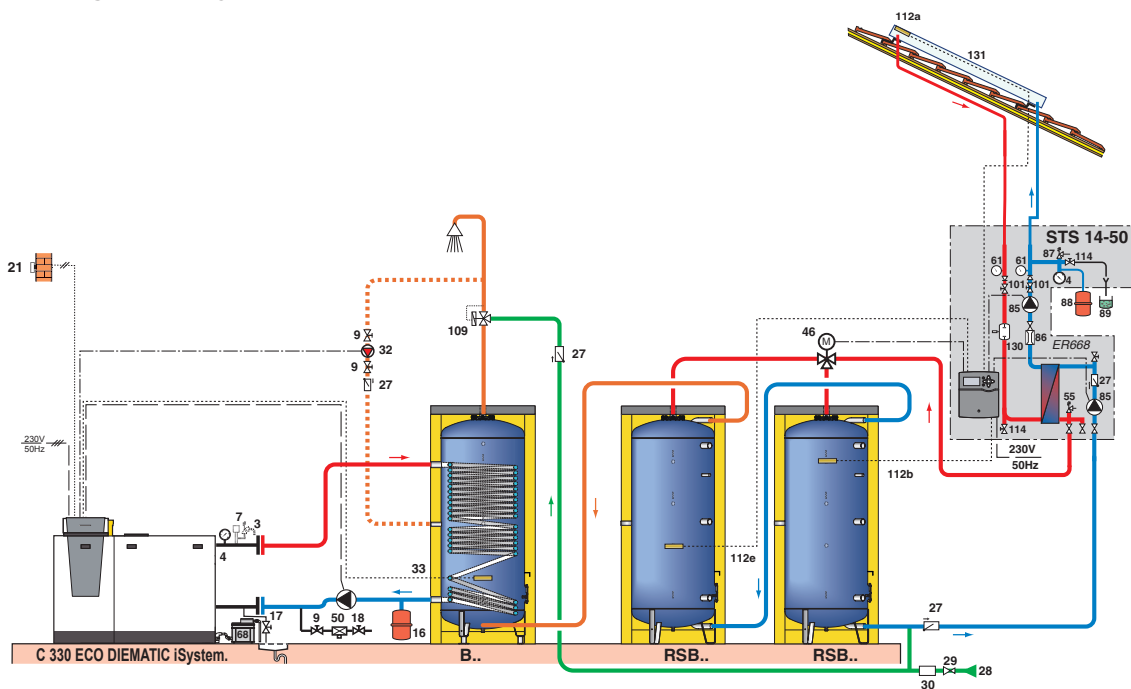 112a
131
STS 14-50
87
114
61
61
4
101
101
88
89
85
86
130
ER668
27
55
85
114
230V
50Hz
21
109
9
32
9
27
27
46
230V
50Hz
7
3
4
33
112e
112b
17
9
50
18
16
68
27
29
28
30
C 330 ECO DIEMATIC iSystem.
B..
RSB..
RSB..
M